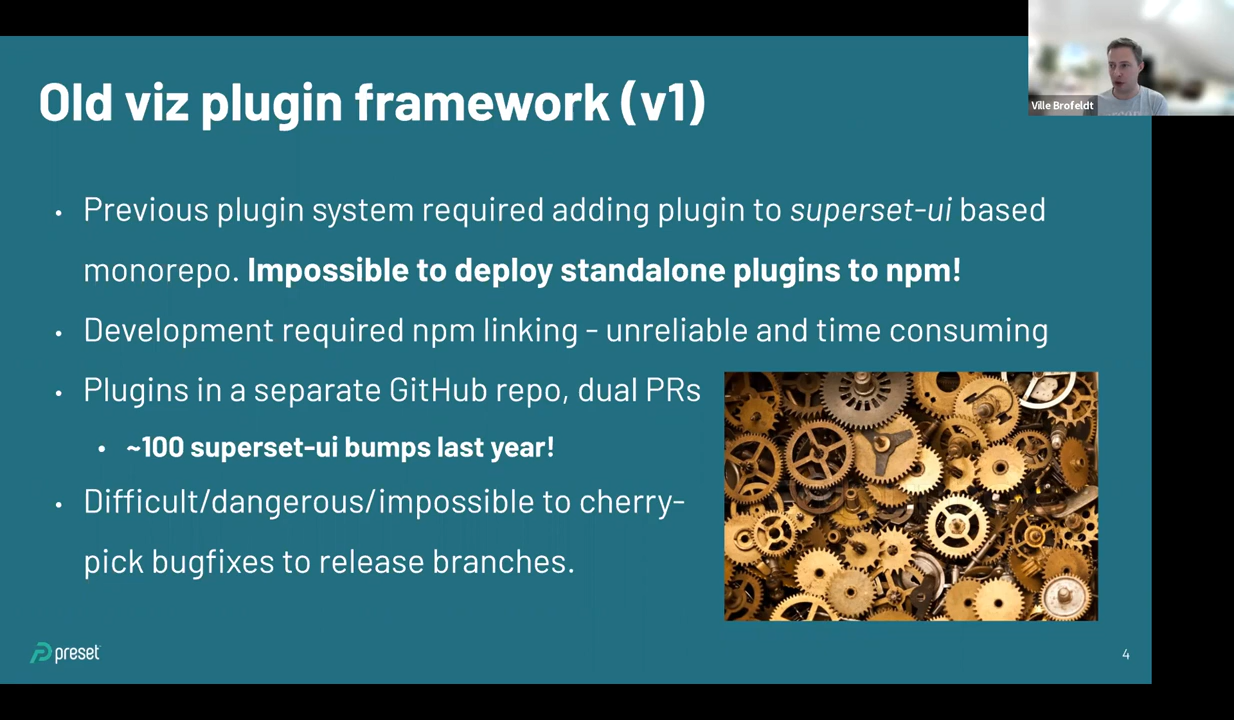 Old viz plugin framework (v1)
Ville Brofeldt
• Previous plugin system required adding plugin to superset-ui based
monorepo. Impossible to deploy standalone plugins to npm!
• Development required npm linking - unreliable and time consuming
• Plugins in a separate GitHub repo, dual PRs
• ~100 superset-ui bumps last year!
• Difficult/dangerous/impossible to cherry-
pick bugfixes to release branches.
preset
4